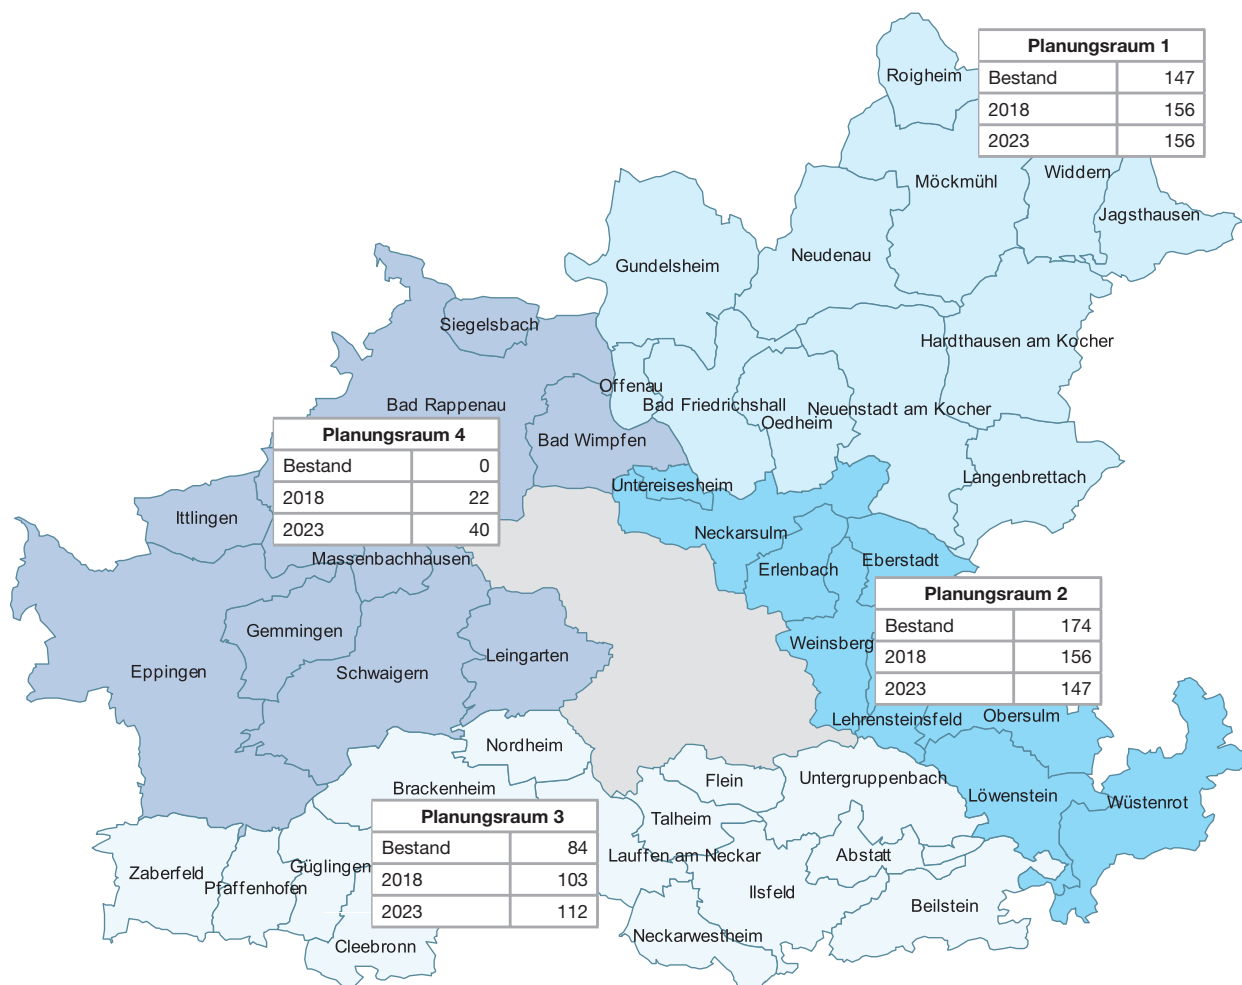 Planungsraum 1
Roigheim
Bestand 147
2018 156
2023 156
Möckmühl
Widdern
Jagsthausen
Neudenau
Gundelsheim
Siegelsbach
Hardthausen am Kocher
Offenau
Bad Rappenau
Bad Friedrichshall
Neuenstadt am Kocher
Oedheim
Bad Wimpfen
Planungsraum 4
Bestand 0
2018 22
2023 40
Langenbrettach
Untereisesheim
Ittlingen
Neckarsulm
Massenbachhausen
Erlenbach
Eberstadt
Planungsraum 2
Bestand 174
2018 156
2023 147
Gemmingen
Weinsberg
Leingarten
Eppingen
Schwaigern
Lehrensteinsfeld
Obersulm
Nordheim
Flein
Untergruppenbach
Brackenheim
Löwenstein
Wüstenrot
Planungsraum 3
Bestand 84
2018 103
2023 112
Talheim
Lauffen am Neckar
Abstatt
Güglingen
Zaberfeld
Pfaffenhofen
Ilsfeld
Beilstein
Neckarwestheim
Cleebronn